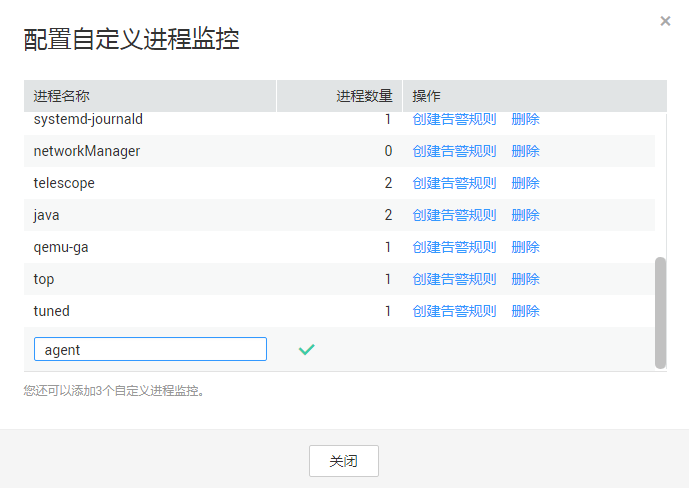 配置自定义进程监控
×
进程名称 进程数量 操作
systemd-journald 1 创建告警规则 删除
networkManager 0 创建告警规则 删除
telescope 2 创建告警规则 删除
java 2 创建告警规则 删除
qemu-ga 1 创建告警规则 删除
top 1 创建告警规则 删除
tuned 1 创建告警规则 删除
agent
您还可以添加3个自定义进程监控。
关闭